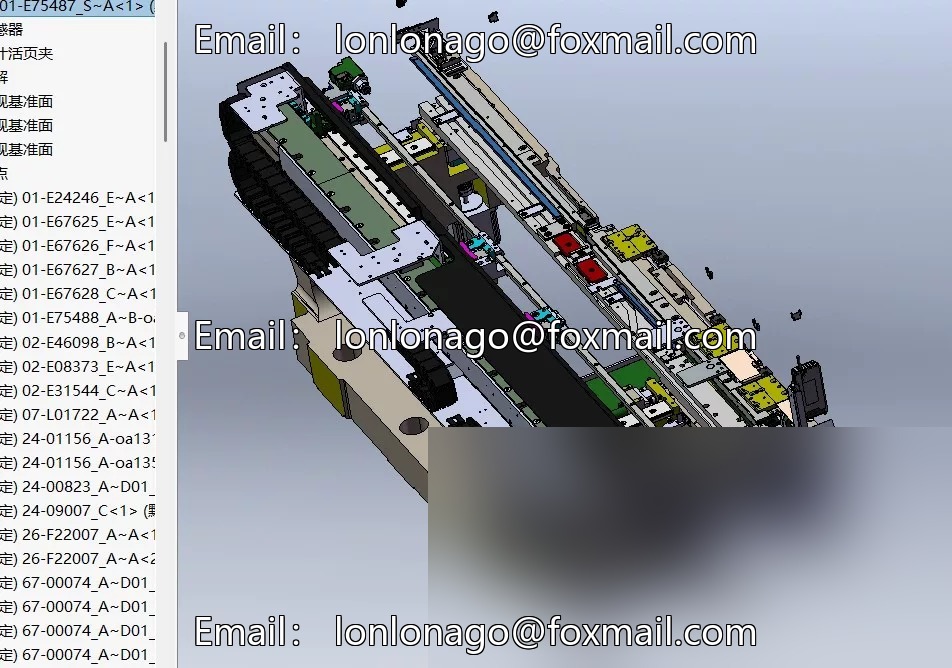 01-E75487_S~A<1> (
感器
计活页夹
解
视基准面
视基准面
视基准面
点
定) 01-E24246_E~A<1
定) 01-E67625_E~A<1
定) 01-E67626_F~A<1
定) 01-E67627_B~A<1
定) 01-E67628_C~A<1
定) 01-E75488_A~B-oa
定) 02-E46098_B~A<1
定) 02-E08373_E~A<1
定) 02-E31544_C~A<1
定) 07-L01722_A~A<1
定) 24-01156_A-oa131
定) 24-01156_A-oa135
定) 24-00823_A~D01_
定) 24-09007_C<1> (默
定) 26-F22007_A~A<1
定) 26-F22007_A~A<2
定) 67-00074_A~D01_
定) 67-00074_A~D01_
定) 67-00074_A~D01_
定) 67-00074_A~D01_
Email： lonlonago@foxmail.com
Email： lonlonago@foxmail.com
Email： lonlonago@foxmail.com